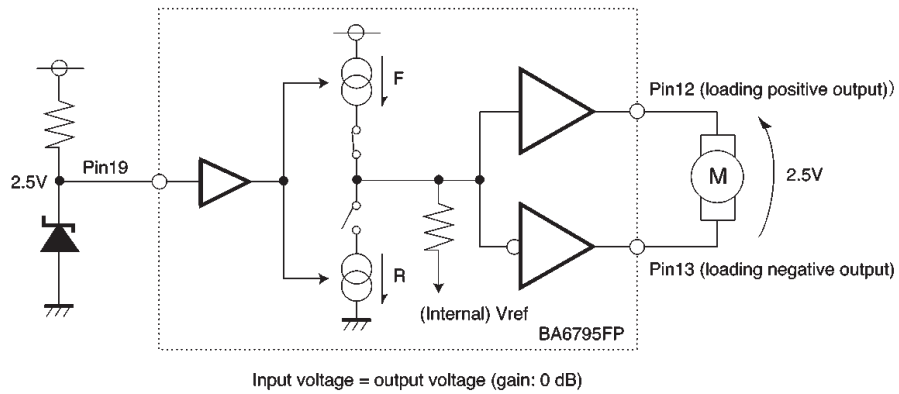 F
Pin12 (loading positive output))
Pin19
2.5V
M
2.5V
R
Pin13 (loading negative output)
(Internal) Vref
BA6795FP
Input voltage = output voltage (gain: 0 dB)